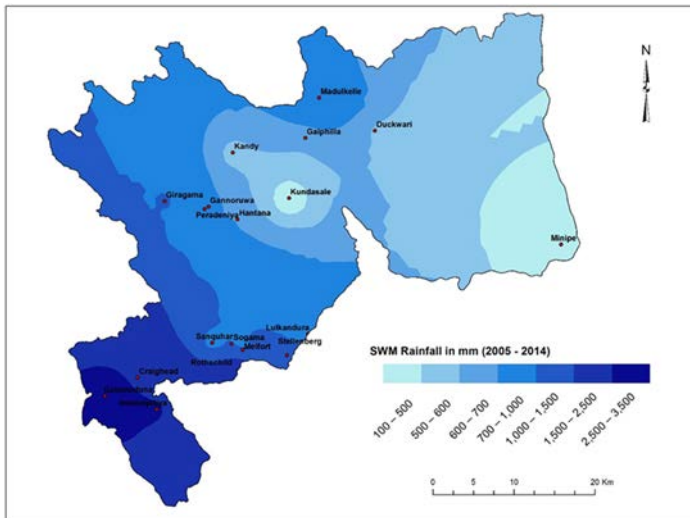 N
Madulkelle
Duckwari
Galphilla
Kandy
Kundasale
Giragama
Gannoruwa
Peradeniya
Hantana
Minipe
Lulkandura
Sanquhar Sogama
Melfort
Stellenberg
Rothschild
Craighead
SWM Rainfall in mm (2005 - 2014)
100 – 500
500 – 600
600 – 700
700 – 1,000
1,000 – 1,500
1,500 – 2,500
2,500 – 3,500
0 5 10 20 Km